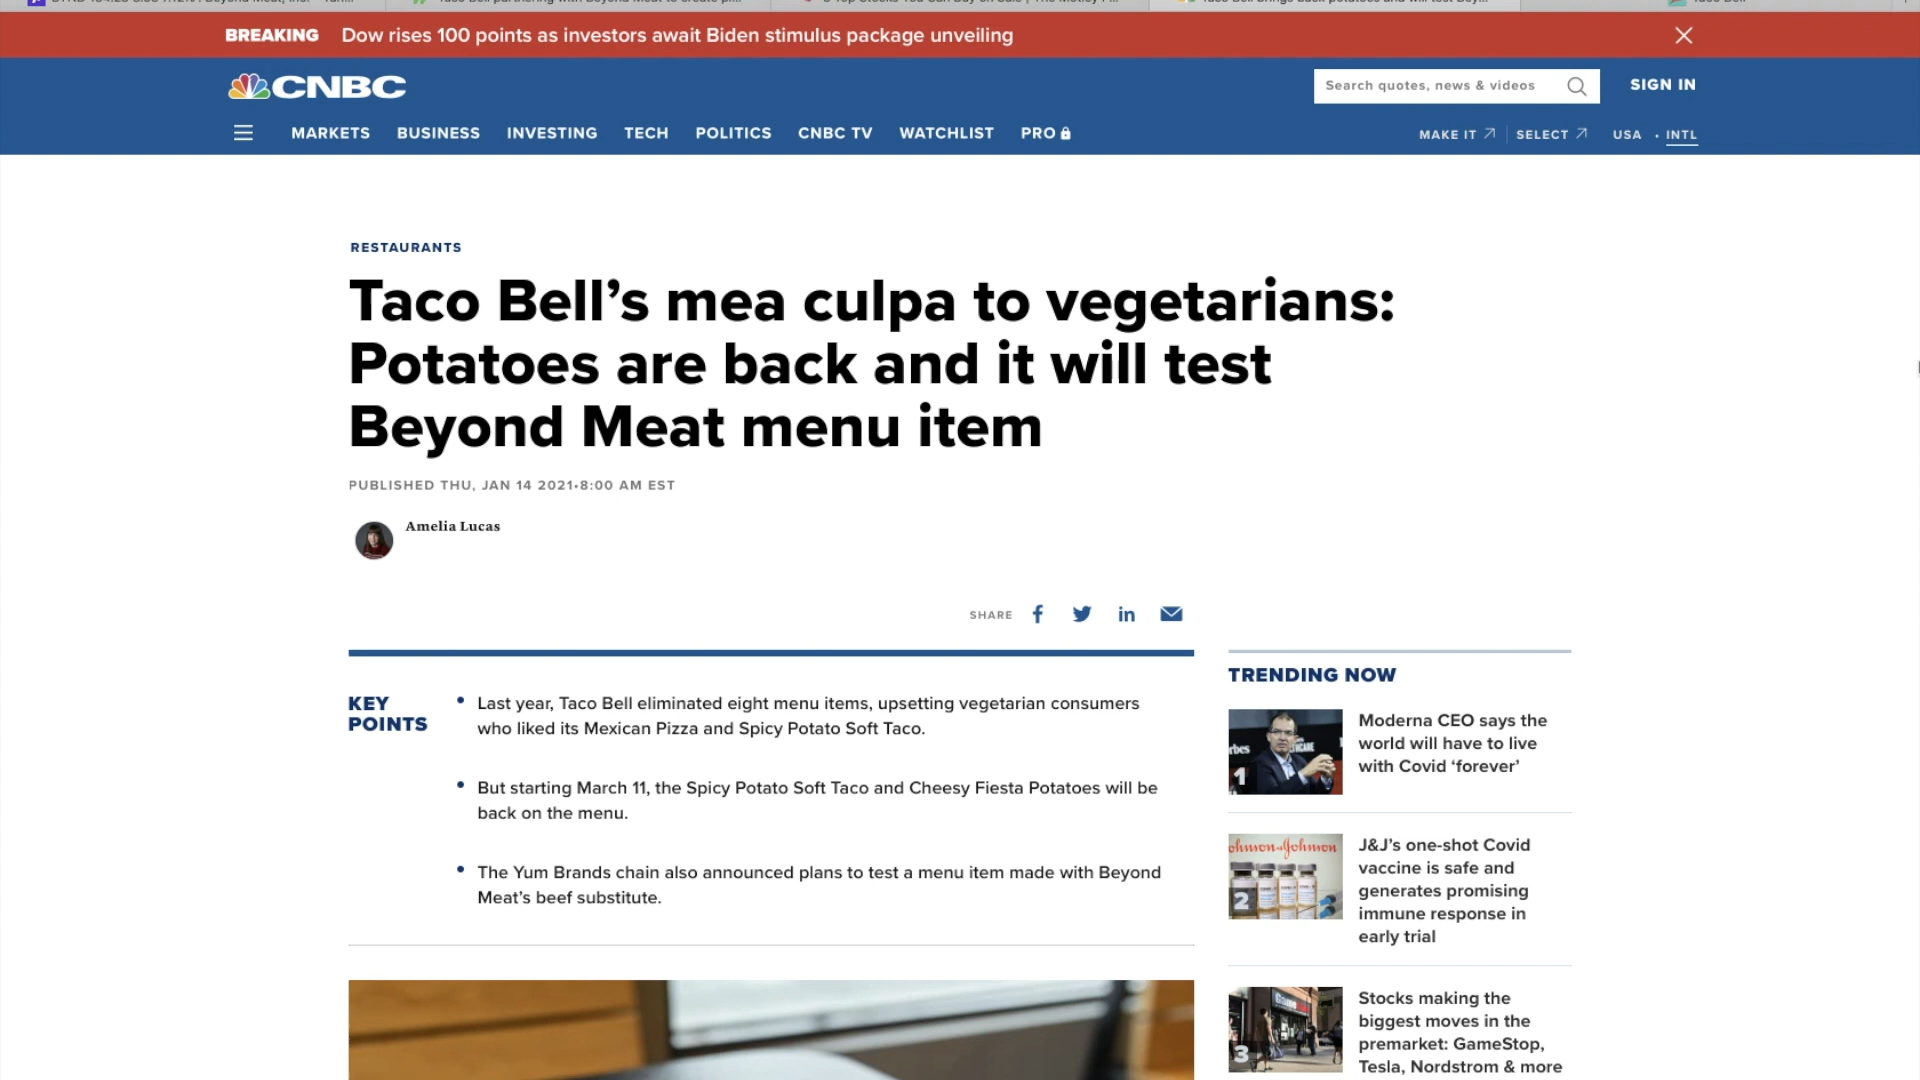 BREAKING Dow rises 100 points as investors await Biden stimulus package unveiling
CNBC
Search quotes, news & videos
SIGN IN
MARKETS BUSINESS INVESTING TECH POLITICS CNBC TV WATCHLIST PRO
MAKE IT SELECT USA · INTL
RESTAURANTS
Taco Bell’s mea culpa to vegetarians:
Potatoes are back and it will test
Beyond Meat menu item
PUBLISHED THU, JAN 14 2021•8:00 AM EST
Amelia Lucas
SHARE
KEY
POINTS
• Last year, Taco Bell eliminated eight menu items, upsetting vegetarian consumers
who liked its Mexican Pizza and Spicy Potato Soft Taco.
• But starting March 11, the Spicy Potato Soft Taco and Cheesy Fiesta Potatoes will be
back on the menu.
• The Yum Brands chain also announced plans to test a menu item made with Beyond
Meat’s beef substitute.
TRENDING NOW
1
Moderna CEO says the
world will have to live
with Covid ‘forever’
2
J&J’s one-shot Covid
vaccine is safe and
generates promising
immune response in
early trial
3
Stocks making the
biggest moves in the
premarket: GameStop,
Tesla, Nordstrom & more